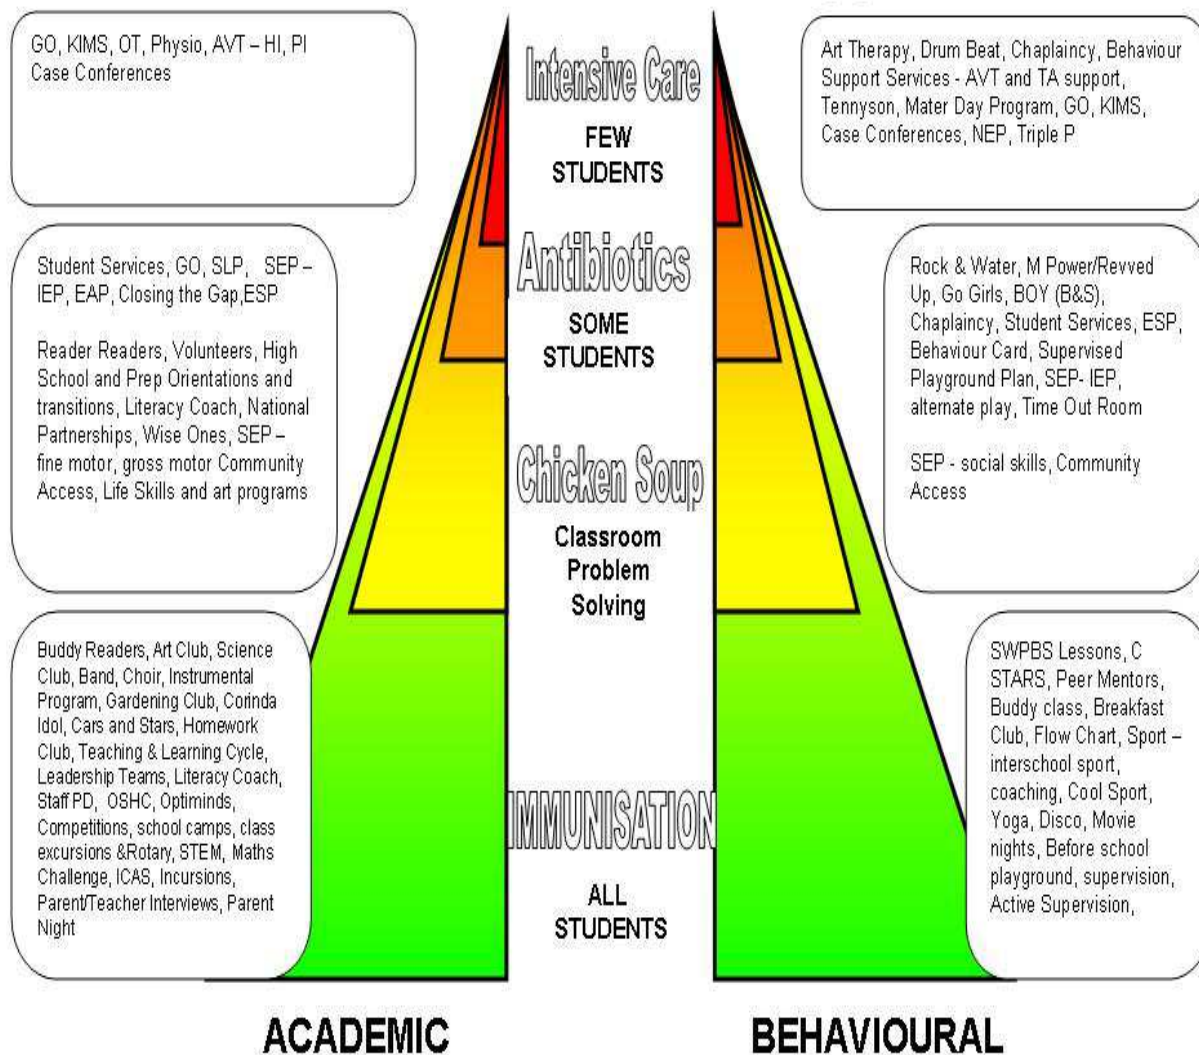 GO, KIMS, OT, Physio, AVT – HI, PI
Case Conferences
Student Services, GO, SLP, SEP –
IEP, EAP, Closing the Gap,ESP
Reader Readers, Volunteers, High
School and Prep Orientations and
transitions, Literacy Coach, National
Partnerships, Wise Ones, SEP –
fine motor, gross motor Community
Access, Life Skills and art programs
Buddy Readers, Art Club, Science
Club, Band, Choir, Instrumental
Program, Gardening Club, Corinda
Idol, Cars and Stars, Homework
Club, Teaching & Learning Cycle,
Leadership Teams, Literacy Coach,
Staff PD, OSHC, Optiminds,
Competitions, school camps, class
excursions &Rotary, STEM, Maths
Challenge, ICAS, Incursions,
Parent/Teacher Interviews, Parent
Night
Intensive Care
FEW
STUDENTS
Antibiotics
SOME
STUDENTS
Chicken Soup
Classroom
Problem
Solving
IMMUNISATION
ALL
STUDENTS
Art Therapy, Drum Beat, Chaplaincy, Behaviour
Support Services - AVT and TA support,
Tennyson, Mater Day Program, GO, KIMS,
Case Conferences, NEP, Triple P
Rock & Water, M Power/Revved
Up, Go Girls, BOY (B&S),
Chaplaincy, Student Services, ESP,
Behaviour Card, Supervised
Playground Plan, SEP- IEP,
alternate play, Time Out Room
SEP - social skills, Community
Access
SWPBS Lessons, C
STARS, Peer Mentors,
Buddy class, Breakfast
Club, Flow Chart, Sport –
interschool sport,
coaching, Cool Sport,
Yoga, Disco, Movie
nights, Before school
playground, supervision,
Active Supervision,
ACADEMIC
BEHAVIOURAL